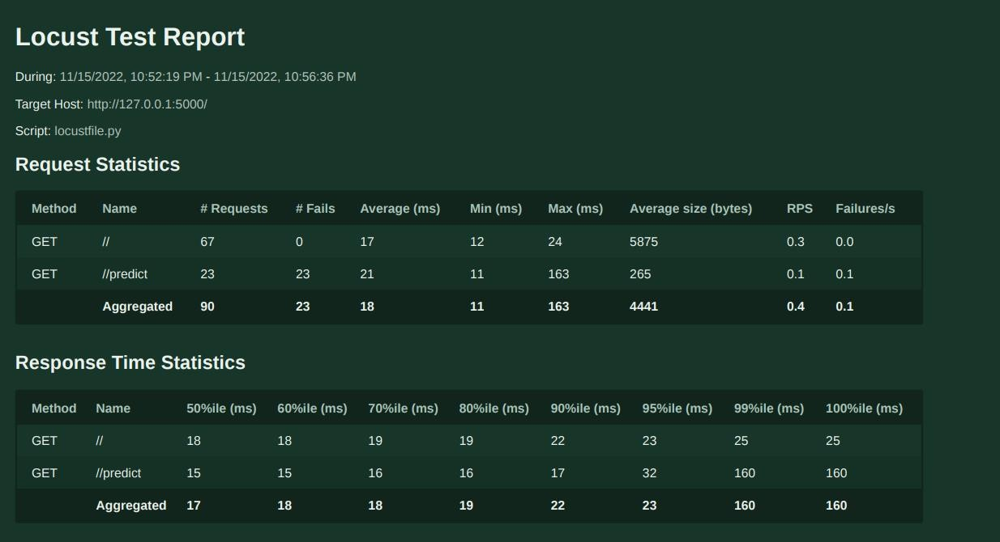 Locust Test Report
During: 11/15/2022, 10:52:19 PM - 11/15/2022, 10:56:36 PM
Target Host: http://127.0.0.1:5000/
Script: locustfile.py
Request Statistics
Method Name # Requests # Fails Average (ms) Min (ms) Max (ms) Average size (bytes) RPS Failures/s
GET // 67 0 17 12 24 5875 0.3 0.0
GET //predict 23 23 21 11 163 265 0.1 0.1
Aggregated 90 23 18 11 163 4441 0.4 0.1
Response Time Statistics
Method Name 50%ile (ms) 60%ile (ms) 70%ile (ms) 80%ile (ms) 90%ile (ms) 95%ile (ms) 99%ile (ms) 100%ile (ms)
GET // 18 18 19 19 22 23 25 25
GET //predict 15 15 16 16 17 32 160 160
Aggregated 17 18 18 19 22 23 160 160